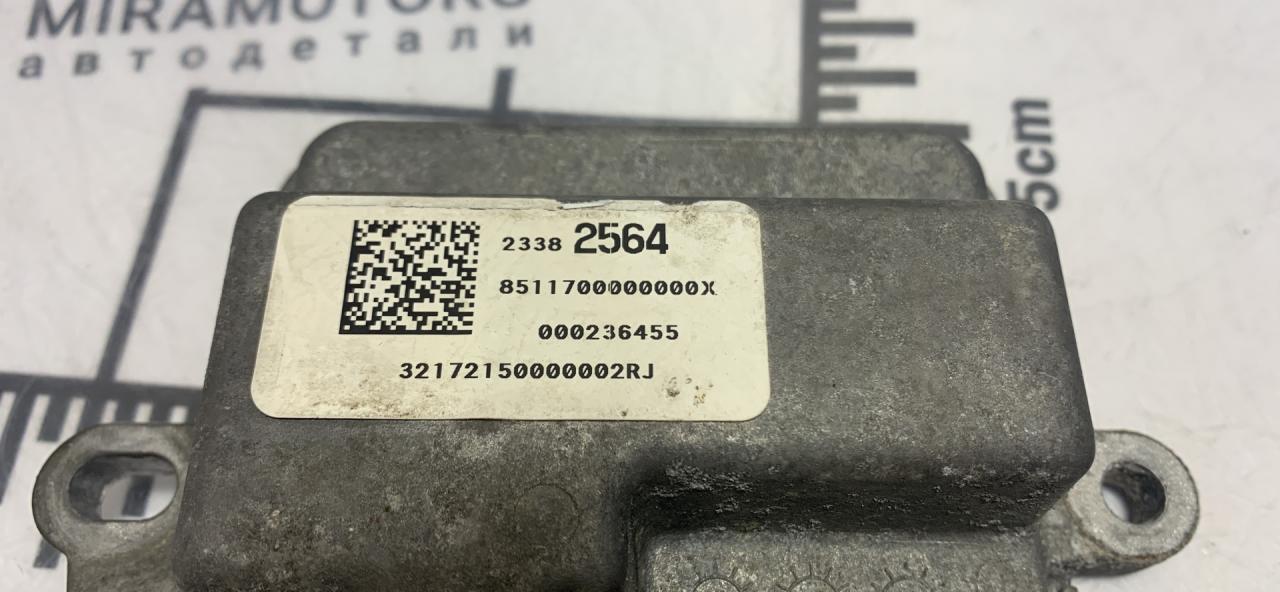 MIRAMOTORS
автодетали
5cm
2338 2564
8511700000000X
000236455
32172150000002RJ